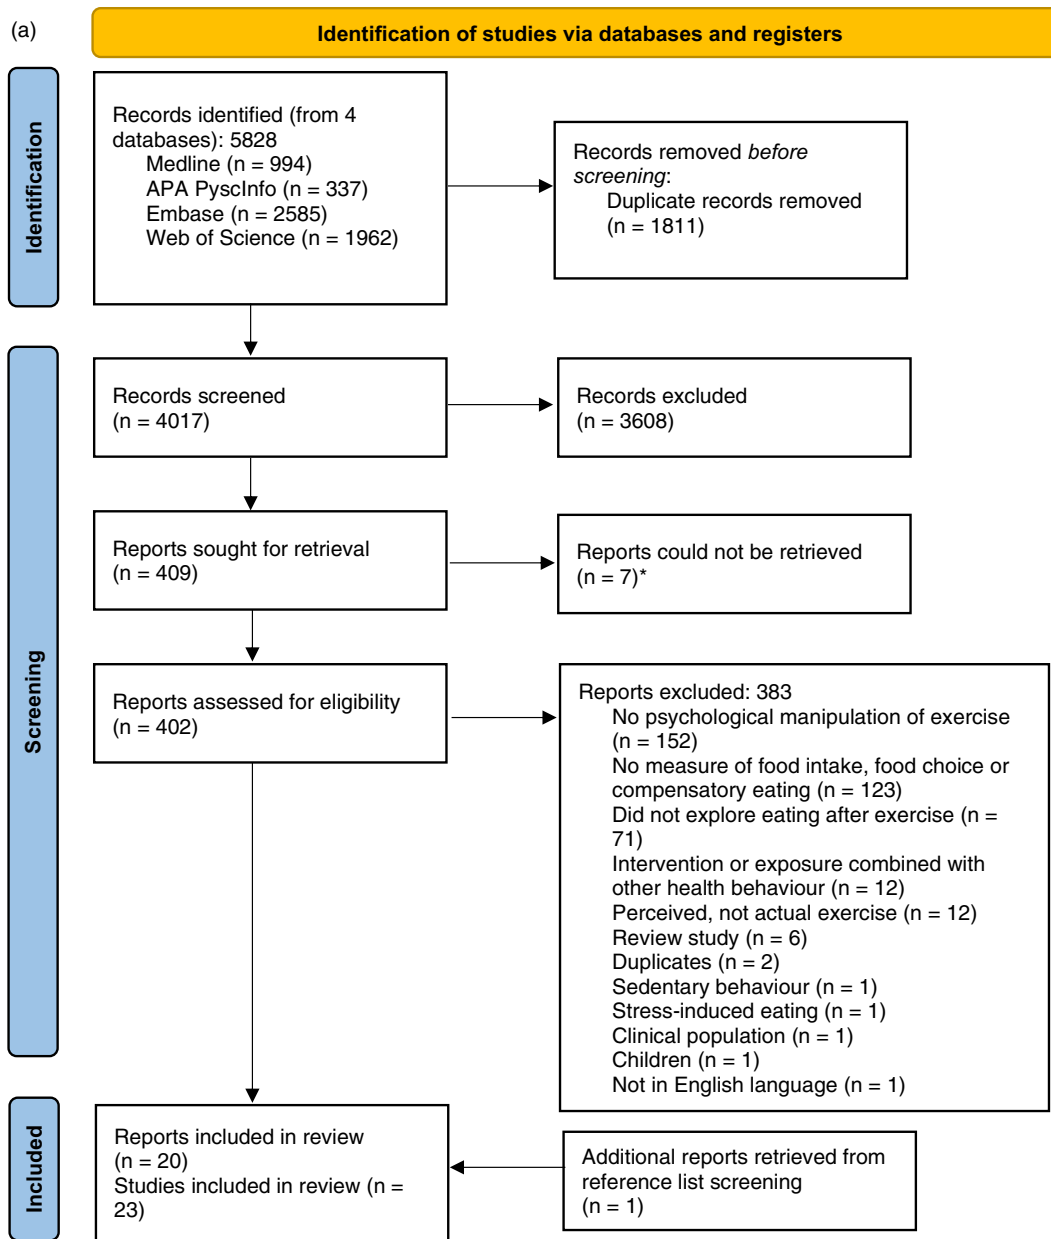 (a)
Identification of studies via databases and registers
Identification
Records identified (from 4
databases): 5828
Medline (n = 994)
APA PyscInfo (n = 337)
Embase (n = 2585)
Web of Science (n = 1962)
Records removed before
screening:
Duplicate records removed
(n = 1811)
Screening
Records screened
(n = 4017)
Records excluded
(n = 3608)
Reports sought for retrieval
(n = 409)
Reports could not be retrieved
(n = 7)*
Reports assessed for eligibility
(n = 402)
Reports excluded: 383
No psychological manipulation of exercise
(n = 152)
No measure of food intake, food choice or
compensatory eating (n = 123)
Did not explore eating after exercise (n =
71)
Intervention or exposure combined with
other health behaviour (n = 12)
Perceived, not actual exercise (n = 12)
Review study (n = 6)
Duplicates (n = 2)
Sedentary behaviour (n = 1)
Stress-induced eating (n = 1)
Clinical population (n = 1)
Children (n = 1)
Not in English language (n = 1)
Included
Reports included in review
(n = 20)
Studies included in review (n =
23)
Additional reports retrieved from
reference list screening
(n = 1)